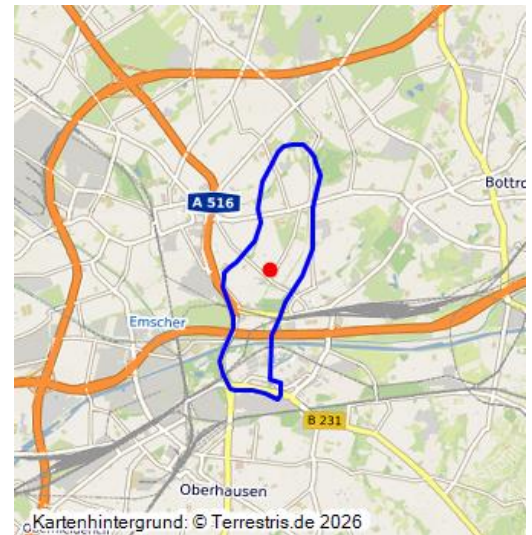 A 516
Bottro
Emscher
B 231
Oberhausen
Kartenhintergrund: © Terrestris.de 2026